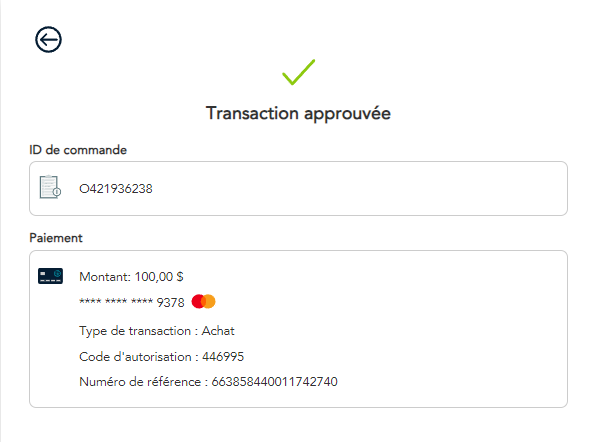 Transaction approuvée
ID de commande
O421936238
Paiement
Montant: 100,00 $
**** **** **** 9378
Type de transaction : Achat
Code d'autorisation : 446995
Numéro de référence : 663858440011742740